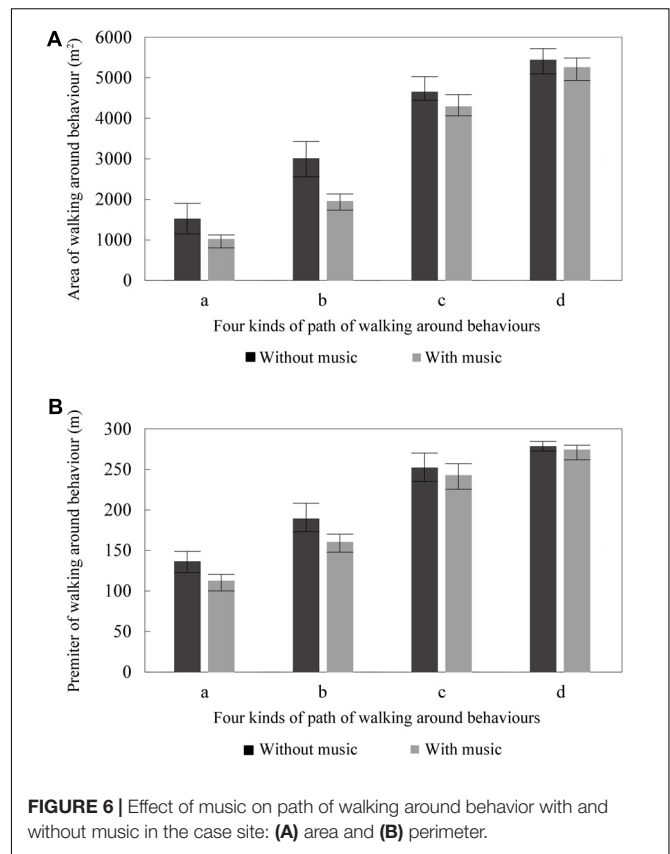 A
Area of walking around behaviour (m²)
6000
5000
4000
3000
2000
1000
0
a b c d
Four kinds of path of walking around behaviours
Without music With music
B
Premiter of walking around behaviour (m)
300
250
200
150
100
50
0
a b c d
Four kinds of path of walking around behaviours
Without music With music
FIGURE 6 | Effect of music on path of walking around behavior with and
without music in the case site: (A) area and (B) perimeter.